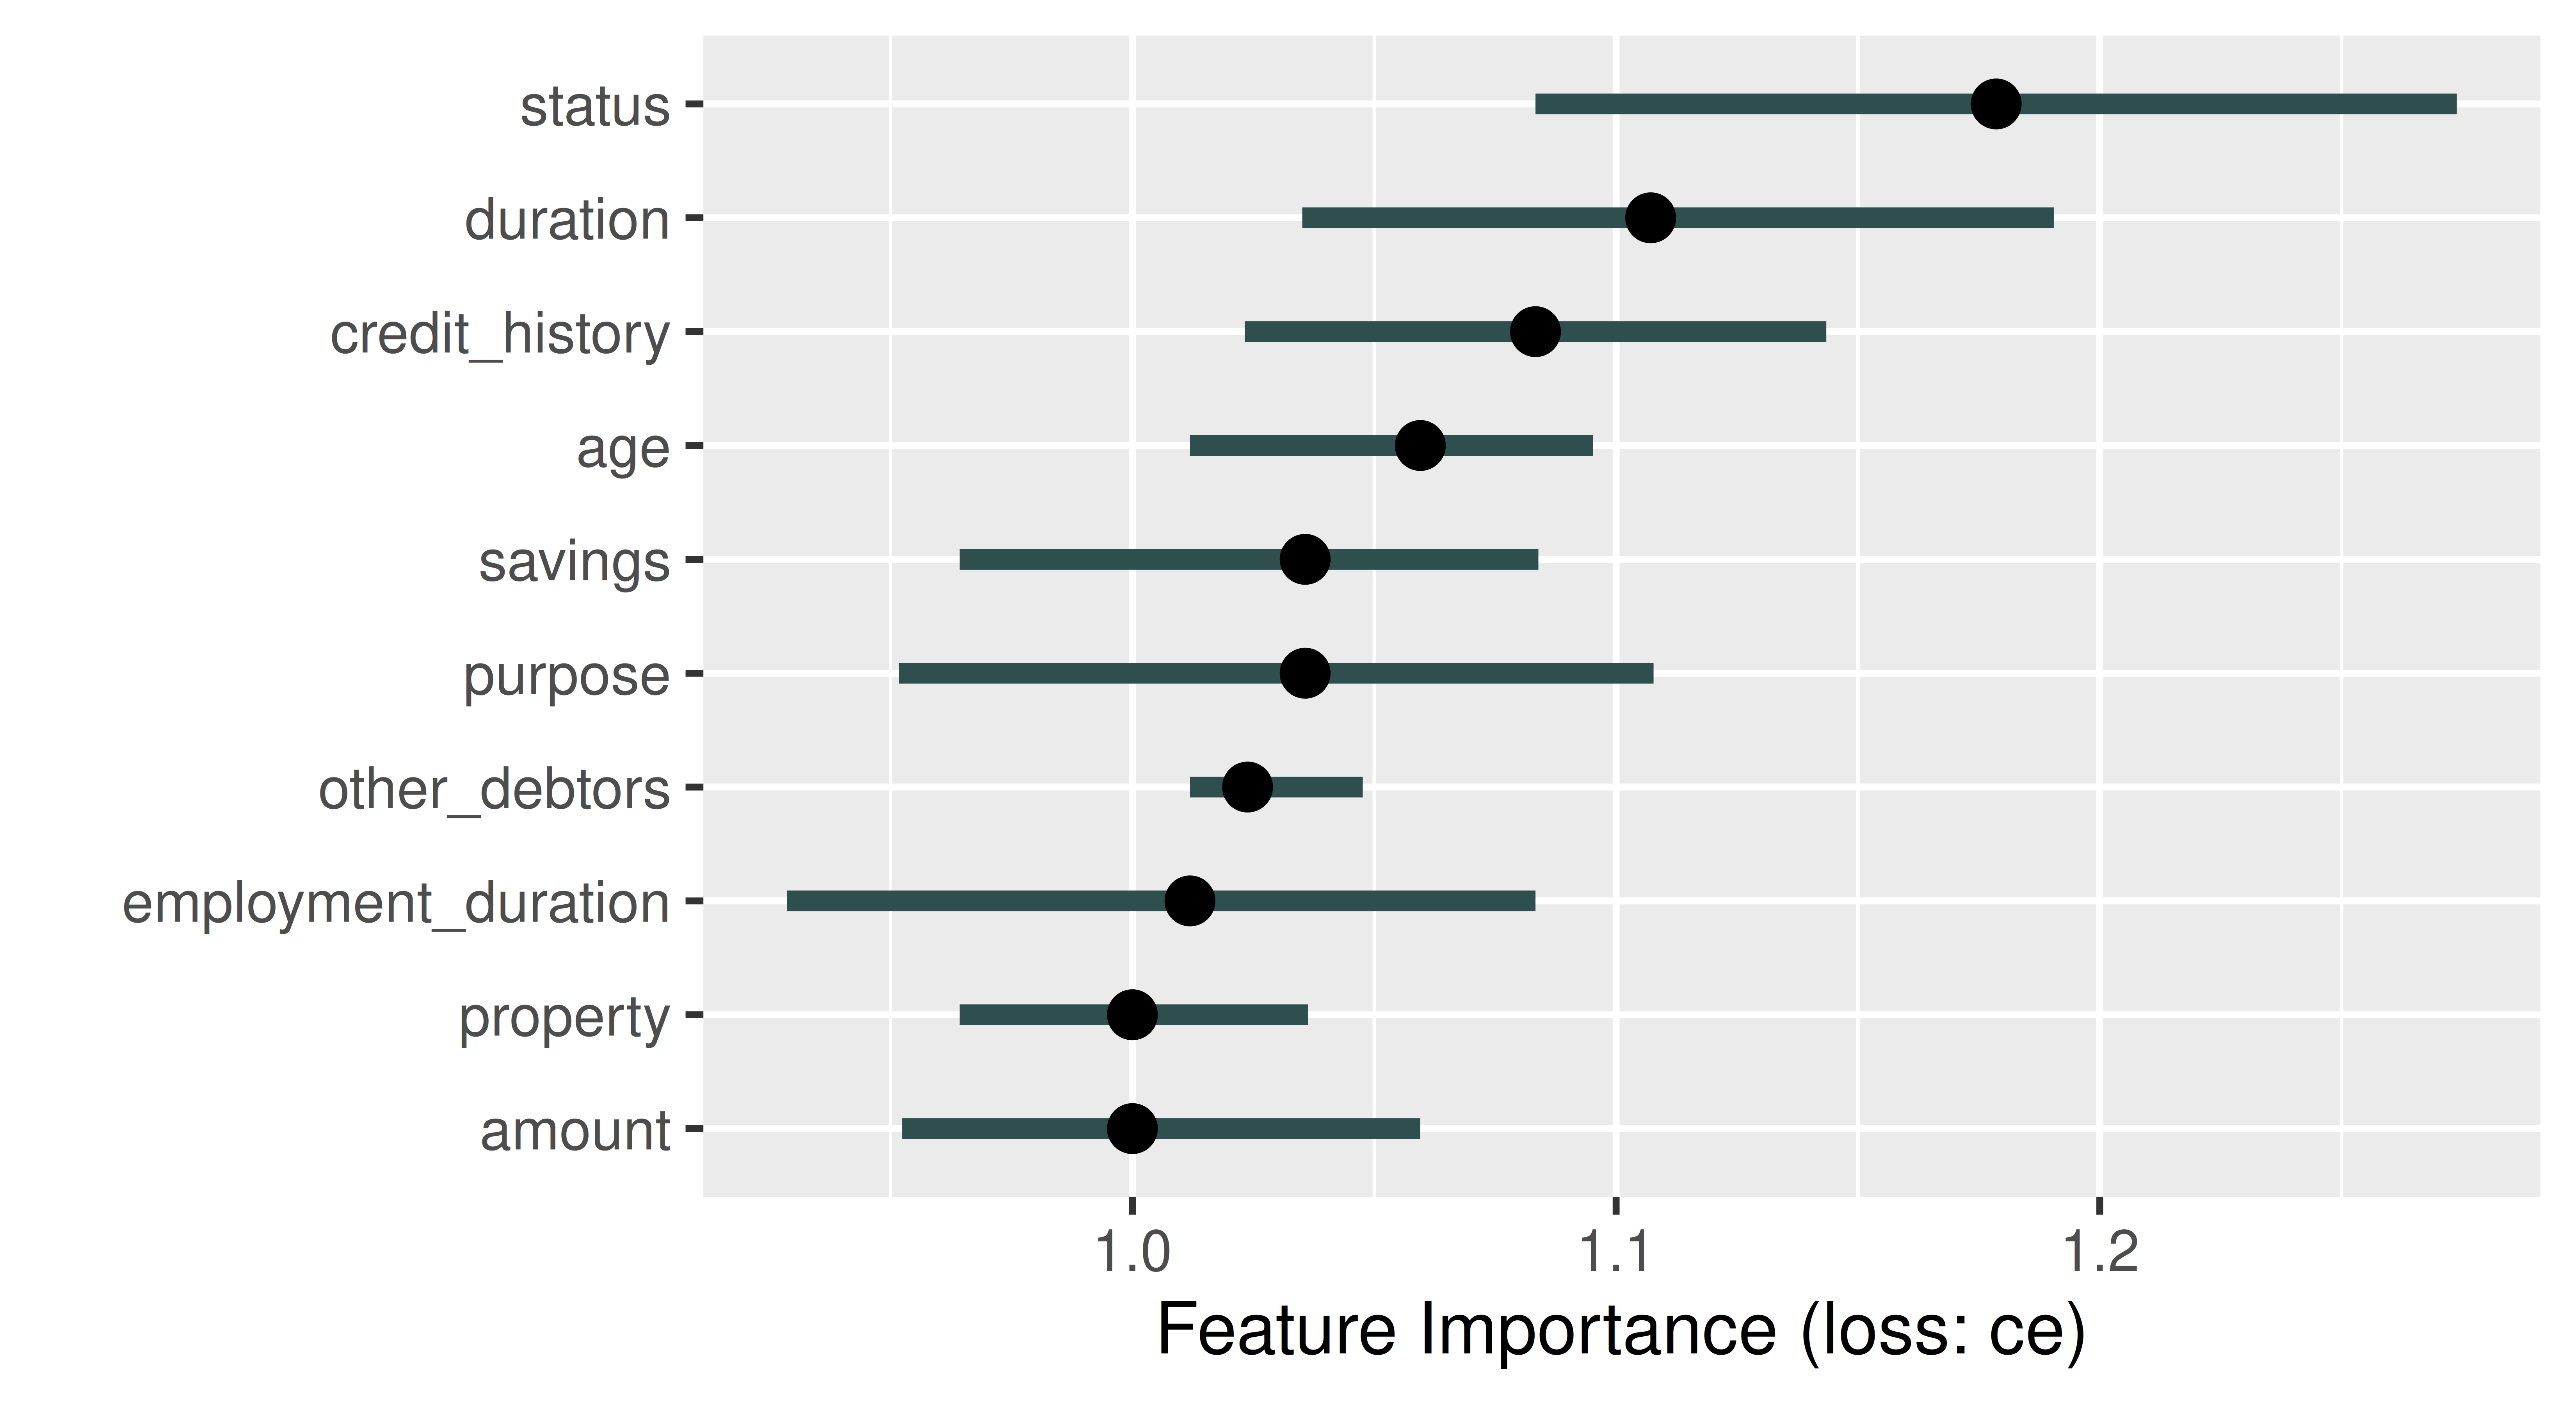 status
duration
credit_history
age
savings
purpose
other_debtors
employment_duration
property
amount
1.0 1.1 1.2
Feature Importance (loss: ce)